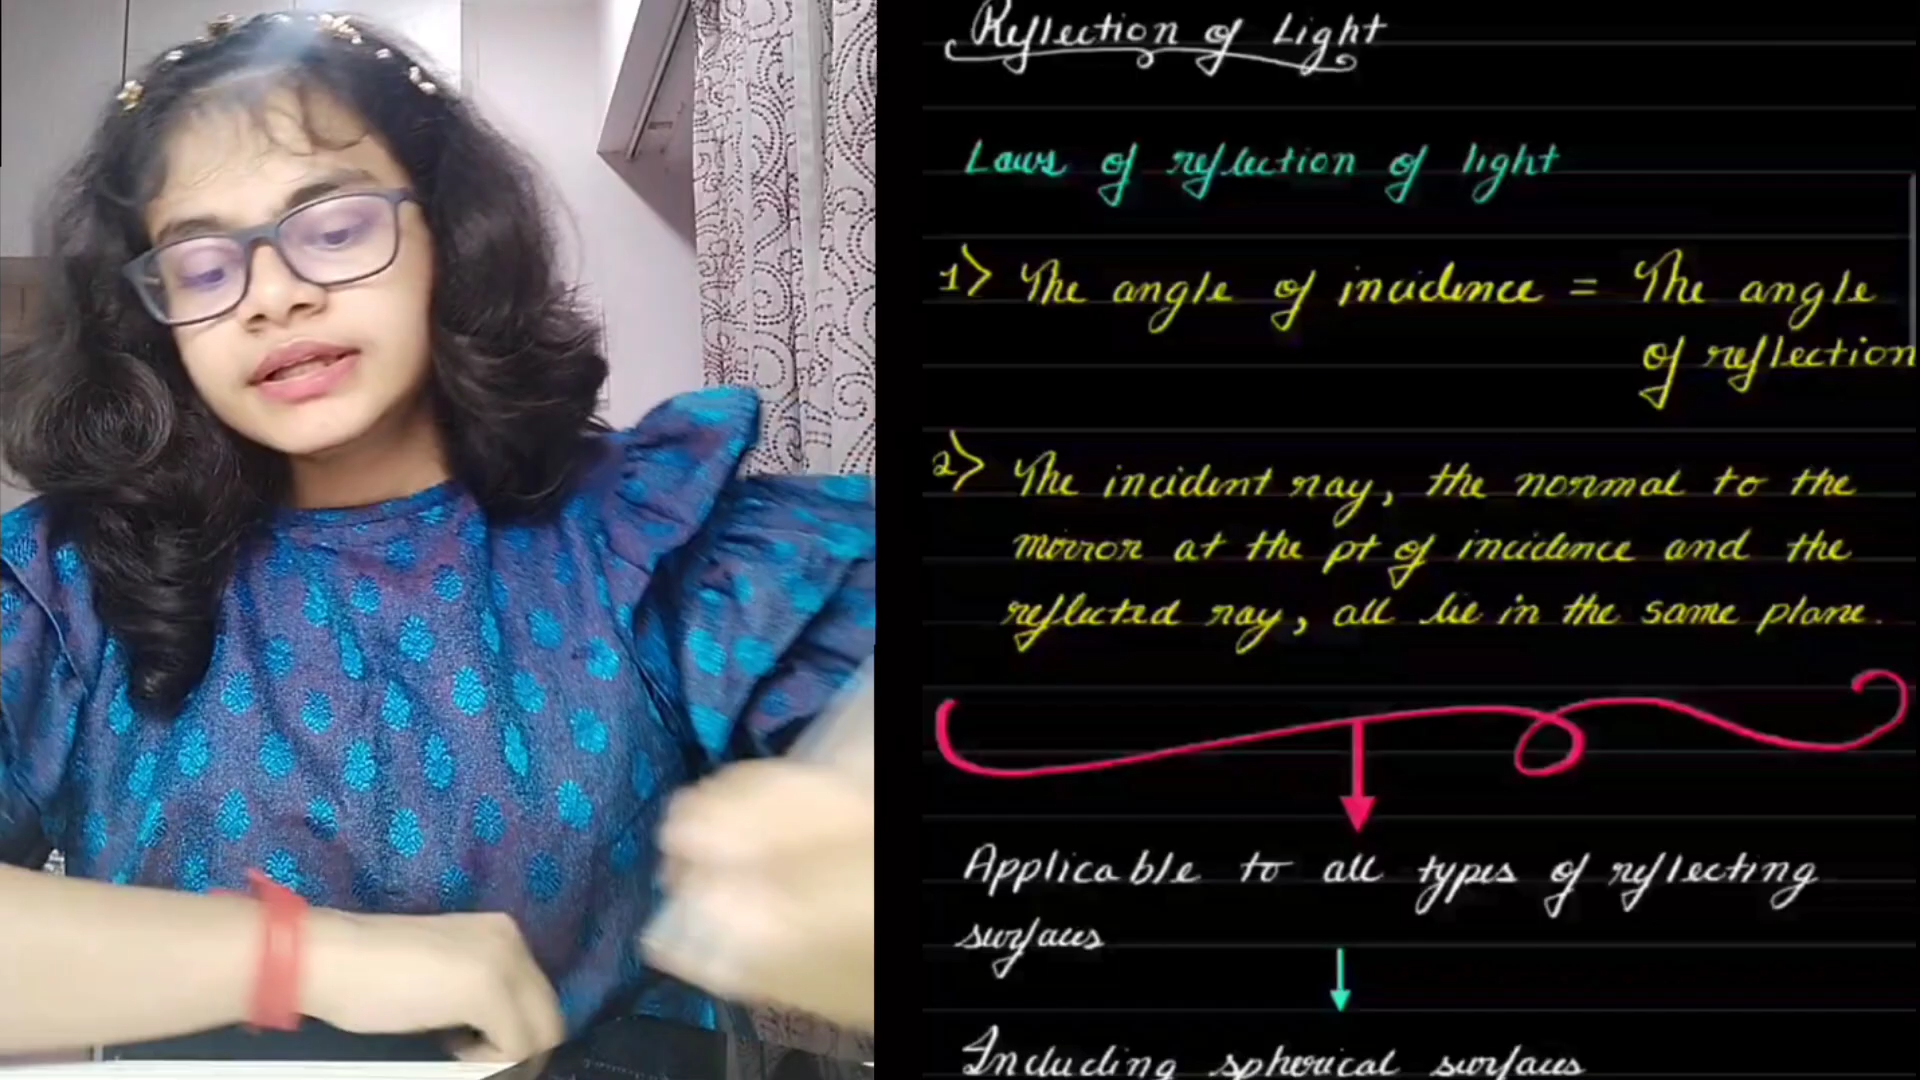 Reflection of Light
Laws of reflection of light
1) The angle of incidence = The angle
of reflection
2) The incident ray, the normal to the
mirror at the pt of incidence and the
reflected ray, all lie in the same plane.
Applicable to all types of reflecting
surfaces
Including spherical surfaces